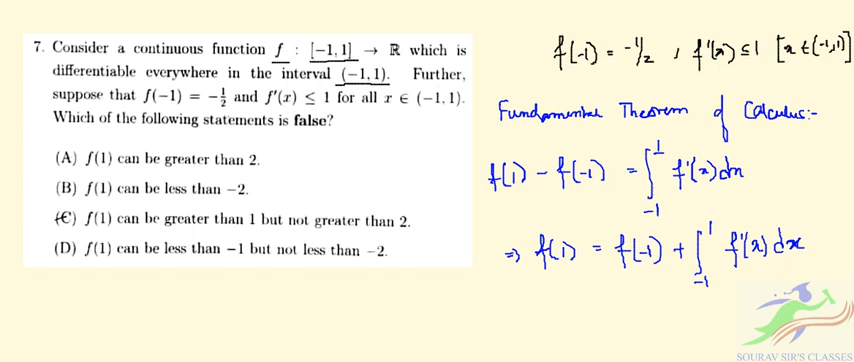 7. Consider a continuous function f : [−1, 1] → ℝ which is
differentiable everywhere in the interval (−1, 1). Further,
suppose that f(−1) = −1/2 and f′(x) ≤ 1 for all x ∈ (−1, 1).
Which of the following statements is false?
(A) f(1) can be greater than 2.
(B) f(1) can be less than −2.
(C) f(1) can be greater than 1 but not greater than 2.
(D) f(1) can be less than −1 but not less than −2.
f(-1) = -1/2 , f'(x) ≤ 1 [x ∈ (-1,1)]
Fundamental Theorem of Calculus:-
f(1) - f(-1) = ∫₋₁¹ f'(x) dx
⇒ f(1) = f(-1) + ∫₋₁¹ f'(x) dx
SOURAV SIR'S CLASSES